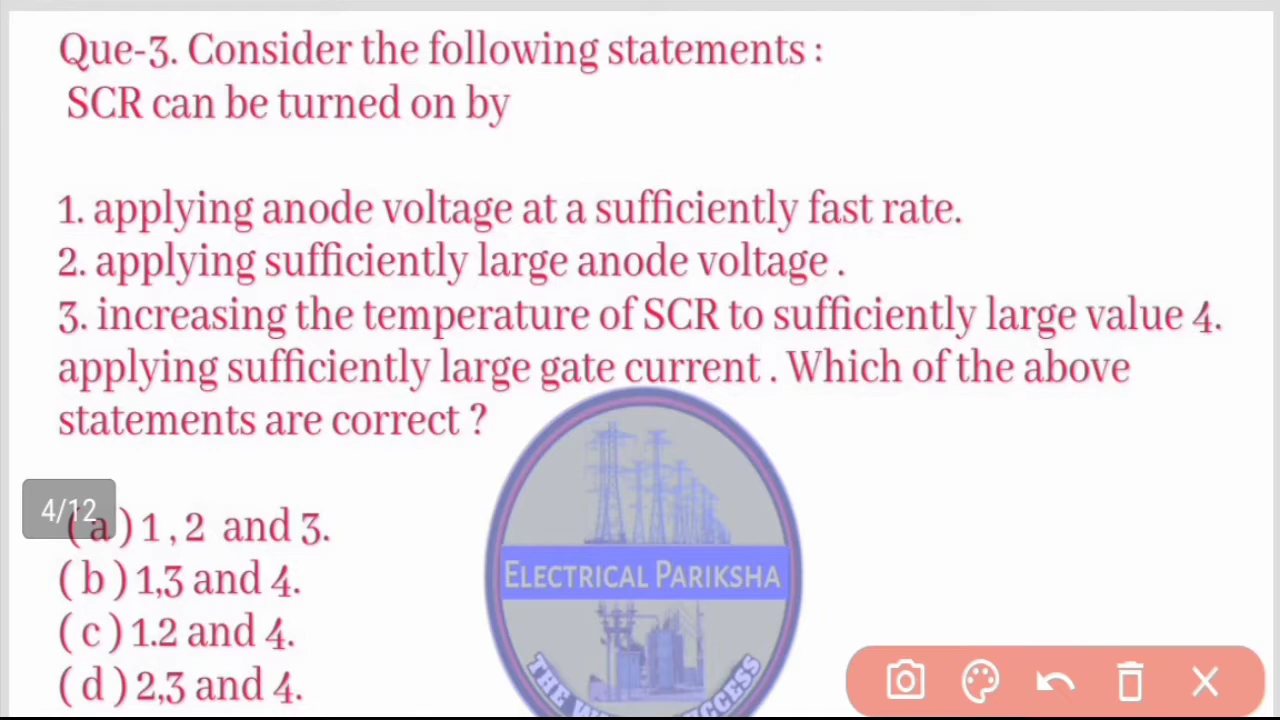 Que-3. Consider the following statements :
SCR can be turned on by
1. applying anode voltage at a sufficiently fast rate.
2. applying sufficiently large anode voltage .
3. increasing the temperature of SCR to sufficiently large value 4.
applying sufficiently large gate current . Which of the above
statements are correct ?
4/12
( a ) 1 , 2 and 3.
( b ) 1,3 and 4.
( c ) 1.2 and 4.
( d ) 2,3 and 4.
ELECTRICAL PARIKSHA
THE